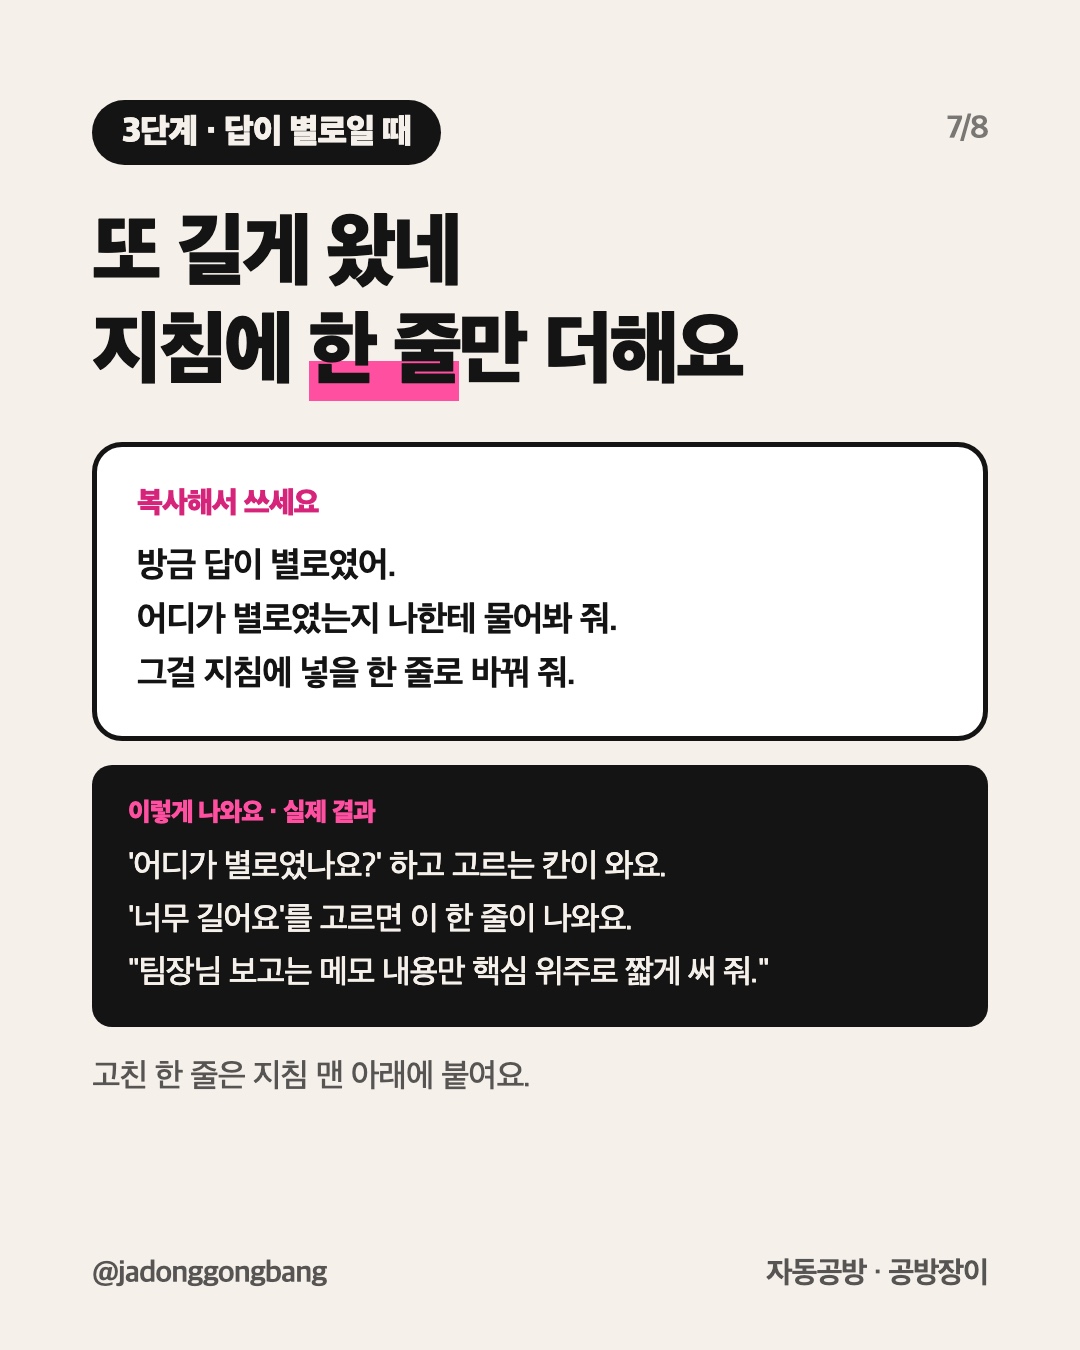 3단계 · 답이 별로일 때
7/8
또 길게 왔네
지침에 한 줄만 더해요
복사해서 쓰세요
방금 답이 별로였어.
어디가 별로였는지 나한테 물어봐 줘.
그걸 지침에 넣을 한 줄로 바꿔 줘.
이렇게 나와요 · 실제 결과
'어디가 별로였나요?' 하고 고르는 칸이 와요.
'너무 길어요'를 고르면 이 한 줄이 나와요.
"팀장님 보고는 메모 내용만 핵심 위주로 짧게 써 줘."
고친 한 줄은 지침 맨 아래에 붙여요.
@jadonggongbang
자동공방 · 공방장이